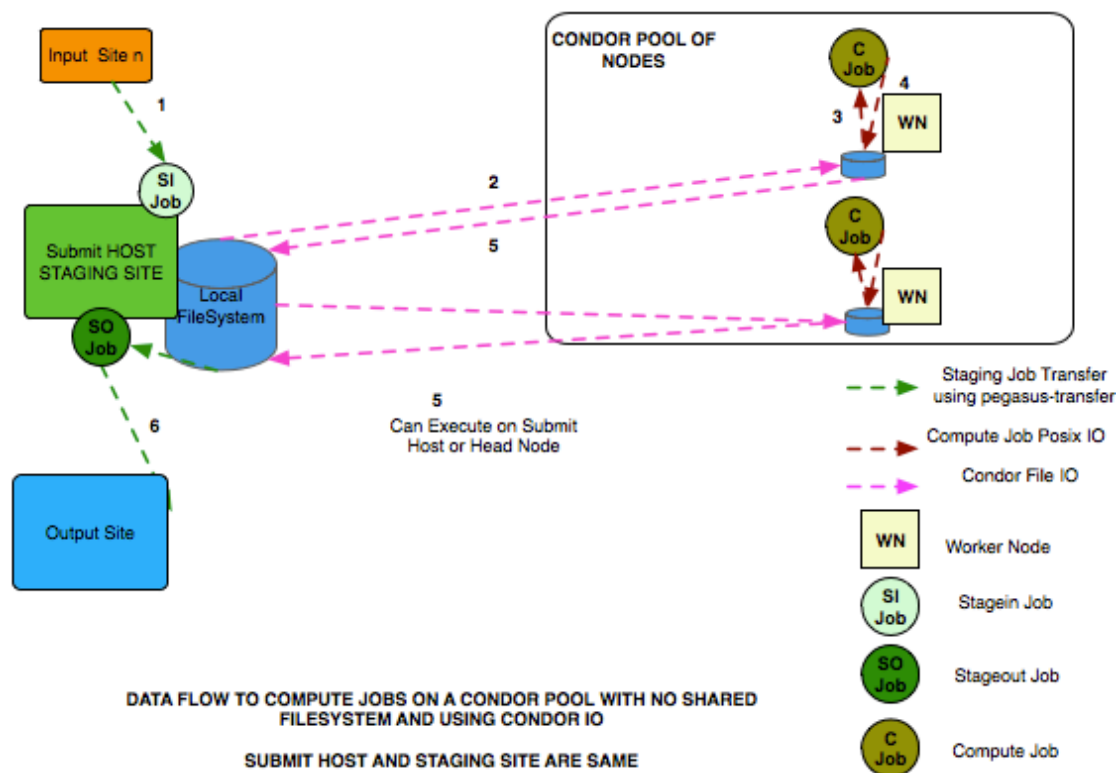 Input Site n
1
SI
Job
Submit HOST
STAGING SITE
Local
FileSystem
SO
Job
6
Output Site
2
5
5
Can Execute on Submit
Host or Head Node
CONDOR POOL OF
NODES
C
Job
4
3
WN
C
Job
WN
Staging Job Transfer
using pegasus-transfer
Compute Job Posix IO
Condor File IO
WN
Worker Node
SI
Job
Stagein Job
SO
Job
Stageout Job
C
Job
Compute Job
DATA FLOW TO COMPUTE JOBS ON A CONDOR POOL WITH NO SHARED
FILESYSTEM AND USING CONDOR IO
SUBMIT HOST AND STAGING SITE ARE SAME